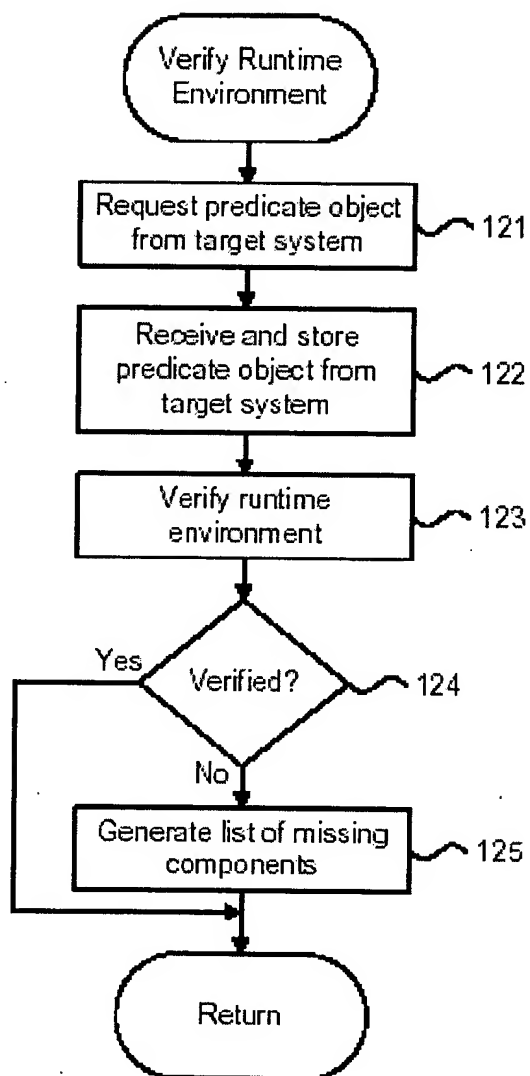 Verify Runtime
Environment
Request predicate object
from target system
121
Receive and store
predicate object from
target system
122
Verify runtime
environment
123
Yes
Verified?
124
No
Generate list of missing
components
125
Return